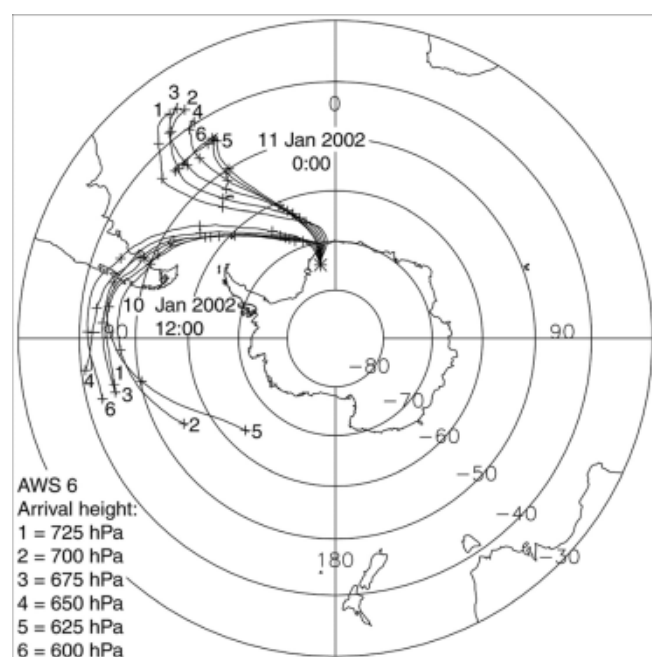 3
2
1
4
0
6
5
11 Jan 2002
0:00
10 Jan 2002
90
90
12:00
-80
1
4
3
-70
6
2
5
-60
-50
AWS 6
Arrival height:
-40
1 = 725 hPa
2 = 700 hPa
180
-30
3 = 675 hPa
4 = 650 hPa
5 = 625 hPa
6 = 600 hPa